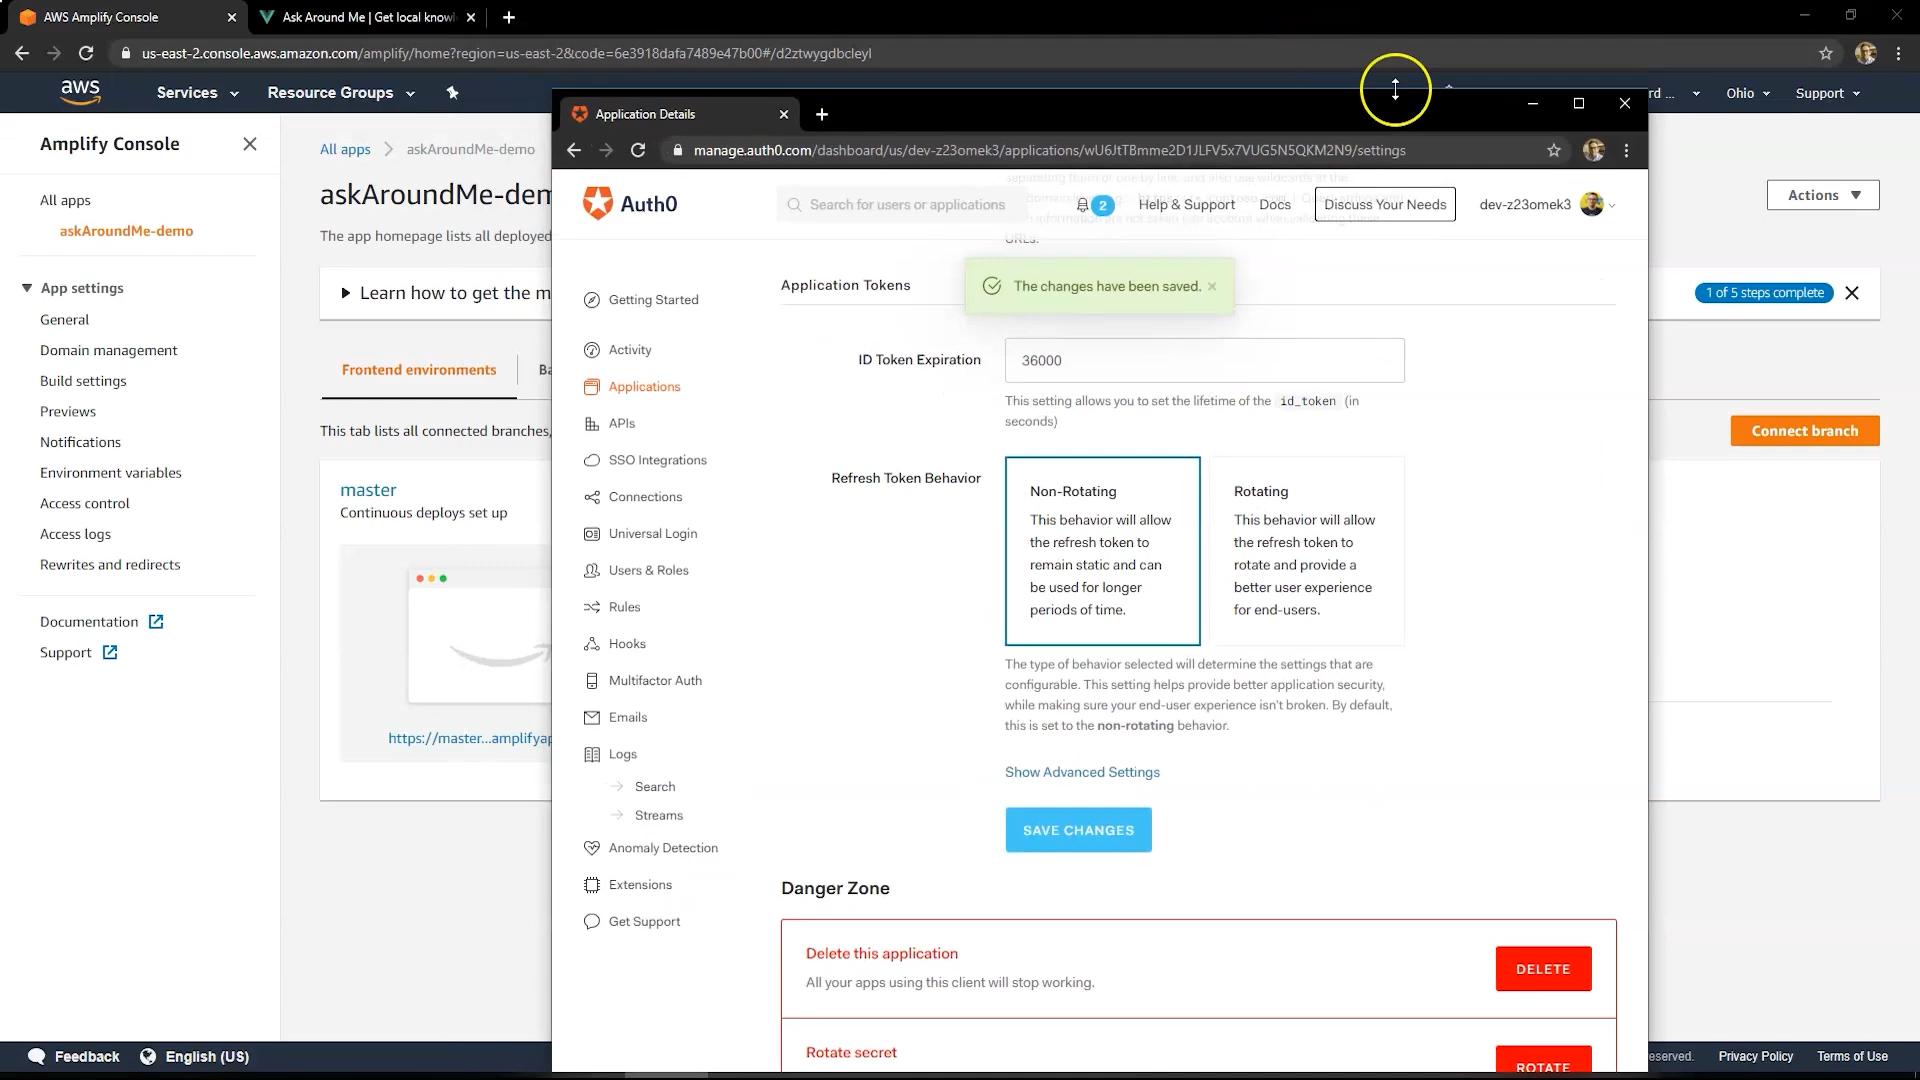 AWS Amplify Console
Ask Around Me | Get local know
us-east-2.console.aws.amazon.com/amplify/home?region=us-east-2&code=6e3918dafa7489e47b00#/d2ztwygdbcleyl
aws
Services
Resource Groups
rd ...
Ohio
Support
Amplify Console
All apps
askAroundMe-demo
App settings
General
Domain management
Build settings
Previews
Notifications
Environment variables
Access control
Access logs
Rewrites and redirects
Documentation
Support
All apps
askAroundMe-demo
askAroundMe-dem
The app homepage lists all deployed
Learn how to get the m
Frontend environments
Ba
This tab lists all connected branches,
master
Continuous deploys set up
https://master...amplifyap
Actions
1 of 5 steps complete
Connect branch
Application Details
manage.auth0.com/dashboard/us/dev-z23omek3/applications/wU6JtTBmme2D1JLFV5x7VUG5N5QKM2N9/settings
Auth0
Search for users or applications
2
Help & Support
Docs
Discuss Your Needs
dev-z23omek3
URLs.
Getting Started
Activity
Applications
APIs
SSO Integrations
Connections
Universal Login
Users & Roles
Rules
Hooks
Multifactor Auth
Emails
Logs
Search
Streams
Anomaly Detection
Extensions
Get Support
Application Tokens
The changes have been saved.
ID Token Expiration
36000
This setting allows you to set the lifetime of the id_token (in
seconds)
Refresh Token Behavior
Non-Rotating
This behavior will allow
the refresh token to
remain static and can
be used for longer
periods of time.
Rotating
This behavior will allow
the refresh token to
rotate and provide a
better user experience
for end-users.
The type of behavior selected will determine the settings that are
configurable. This setting helps provide better application security,
while making sure your end-user experience isn't broken. By default,
this is set to the non-rotating behavior.
Show Advanced Settings
SAVE CHANGES
Danger Zone
Delete this application
All your apps using this client will stop working.
DELETE
Rotate secret
ROTATE
Feedback
English (US)
eserved.
Privacy Policy
Terms of Use